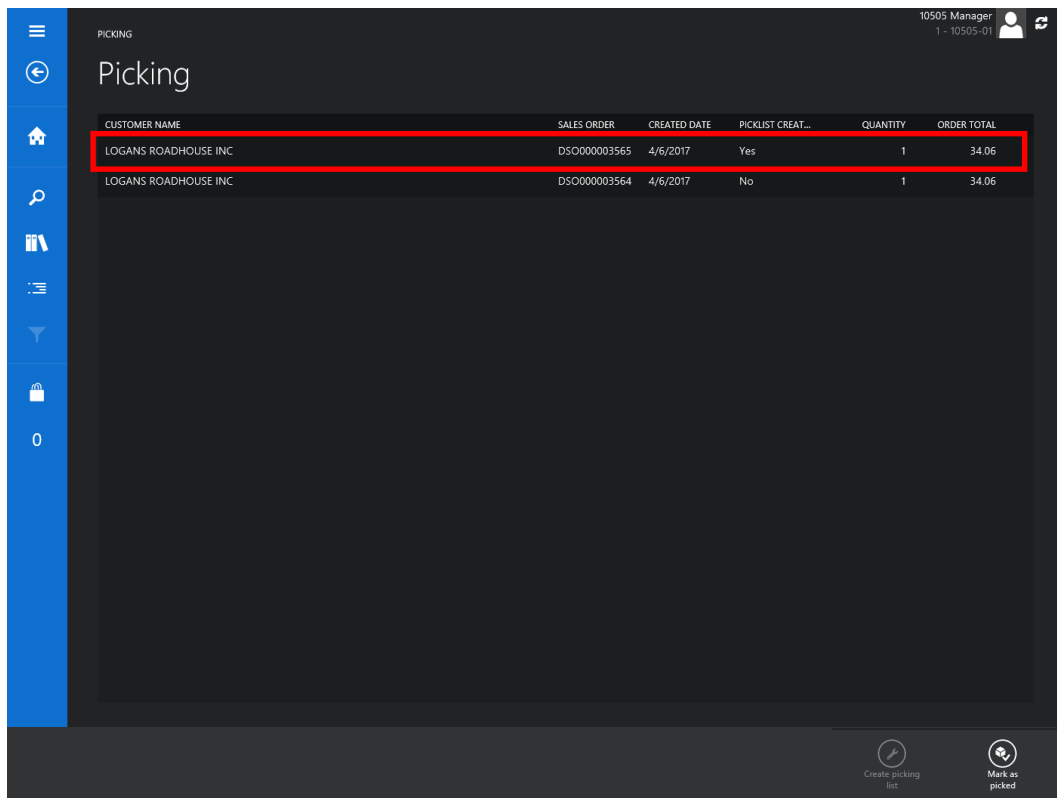 10505 Manager
1 - 10505-01
PICKING
Picking
CUSTOMER NAME SALES ORDER CREATED DATE PICKLIST CREAT... QUANTITY ORDER TOTAL
LOGANS ROADHOUSE INC DSO000003565 4/6/2017 Yes 1 34.06
LOGANS ROADHOUSE INC DSO000003564 4/6/2017 No 1 34.06
0
Create picking
list
Mark as
picked